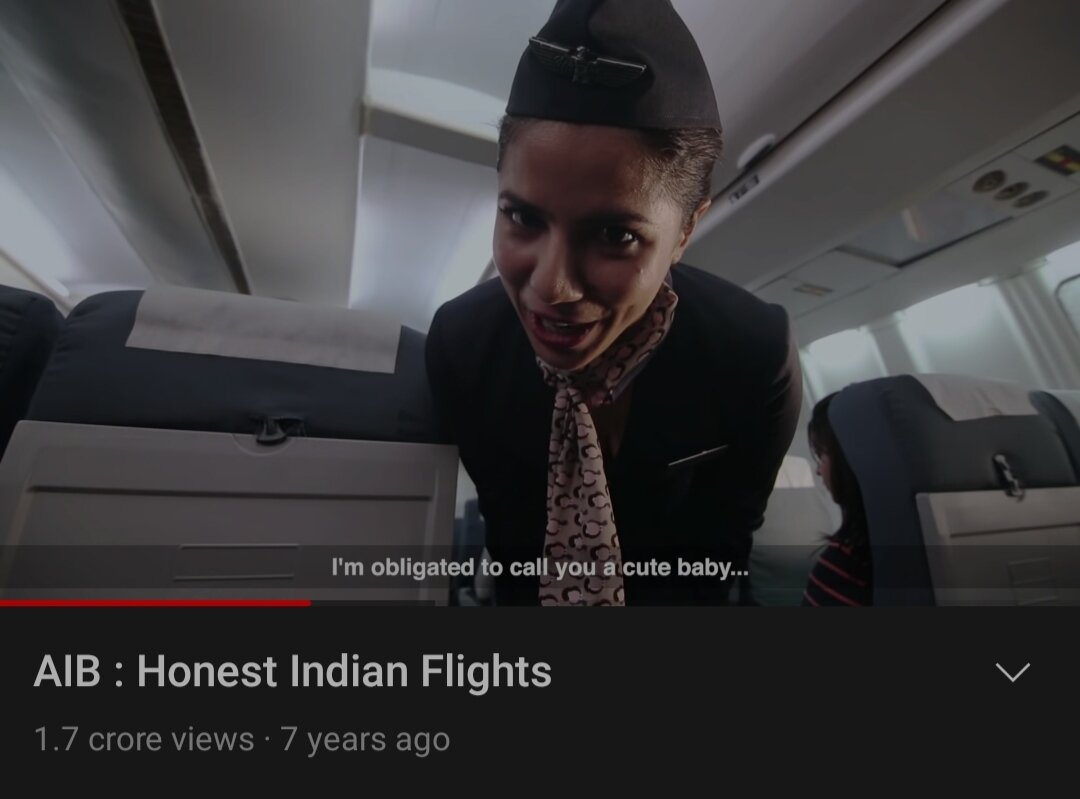 I'm obligated to call you a cute baby...
AIB : Honest Indian Flights
1.7 crore views · 7 years ago